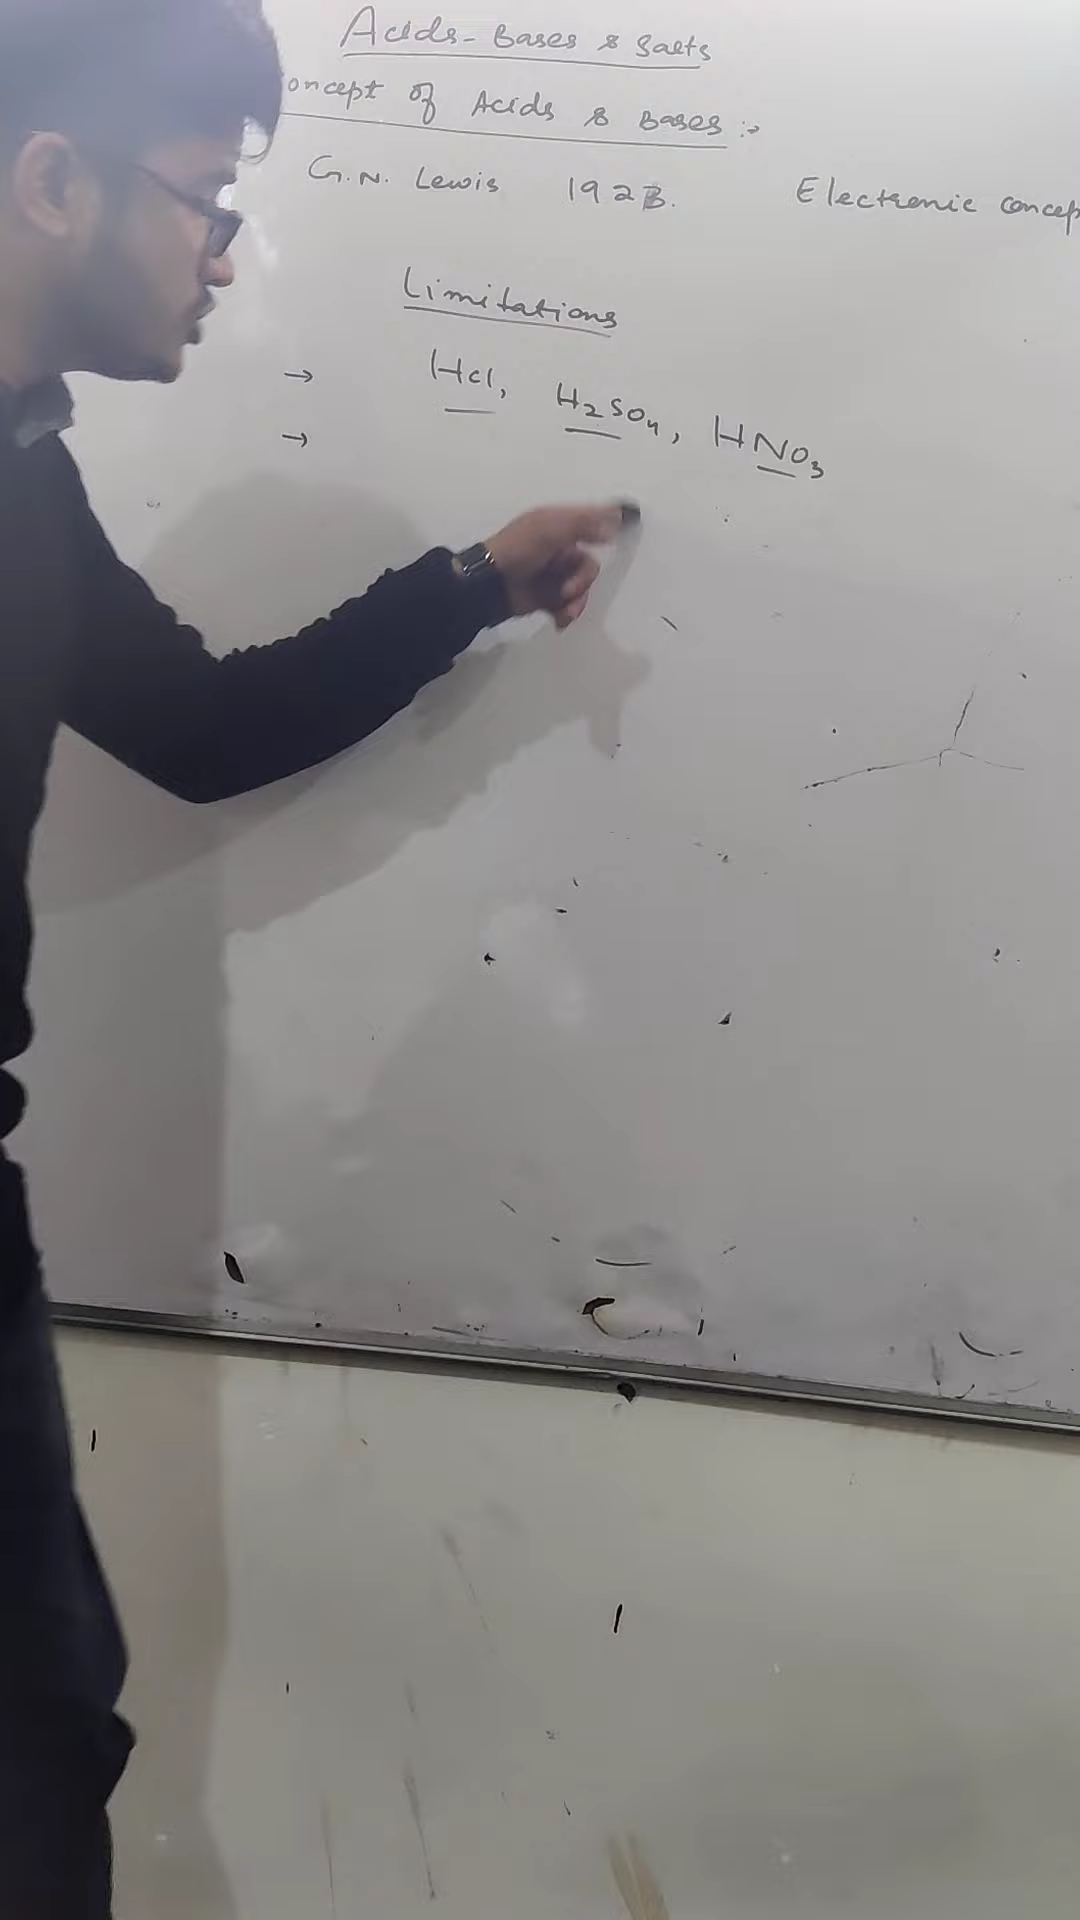 Acids-Bases & Salts
oncept of Acids & Bases :-
G.N. Lewis 1923. Electronic concep
Limitations
→ HCl, H₂SO₄, HNO₃
→